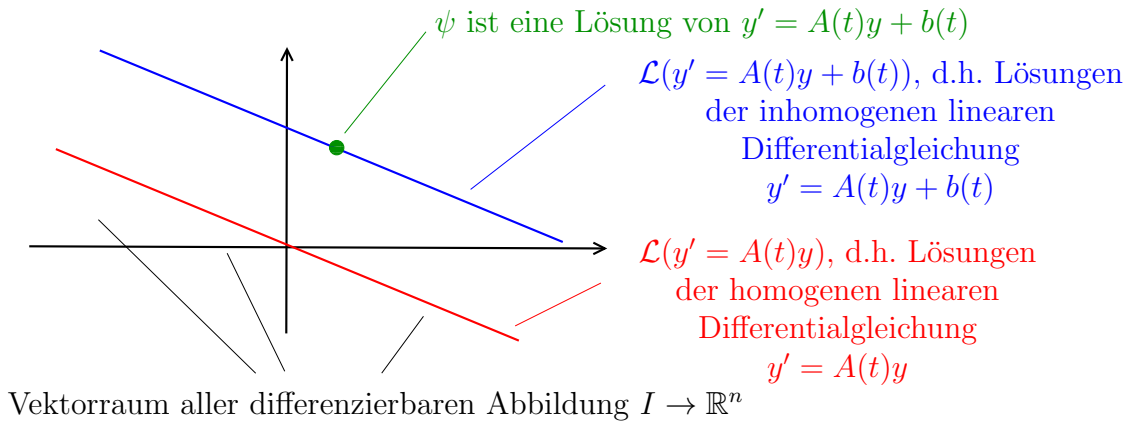 ψ ist eine Lösung von y′ = A(t)y + b(t)
𝓛(y′ = A(t)y + b(t)), d.h. Lösungen
der inhomogenen linearen
Differentialgleichung
y′ = A(t)y + b(t)
𝓛(y′ = A(t)y), d.h. Lösungen
der homogenen linearen
Differentialgleichung
y′ = A(t)y
Vektorraum aller differenzierbaren Abbildung I → ℝⁿ